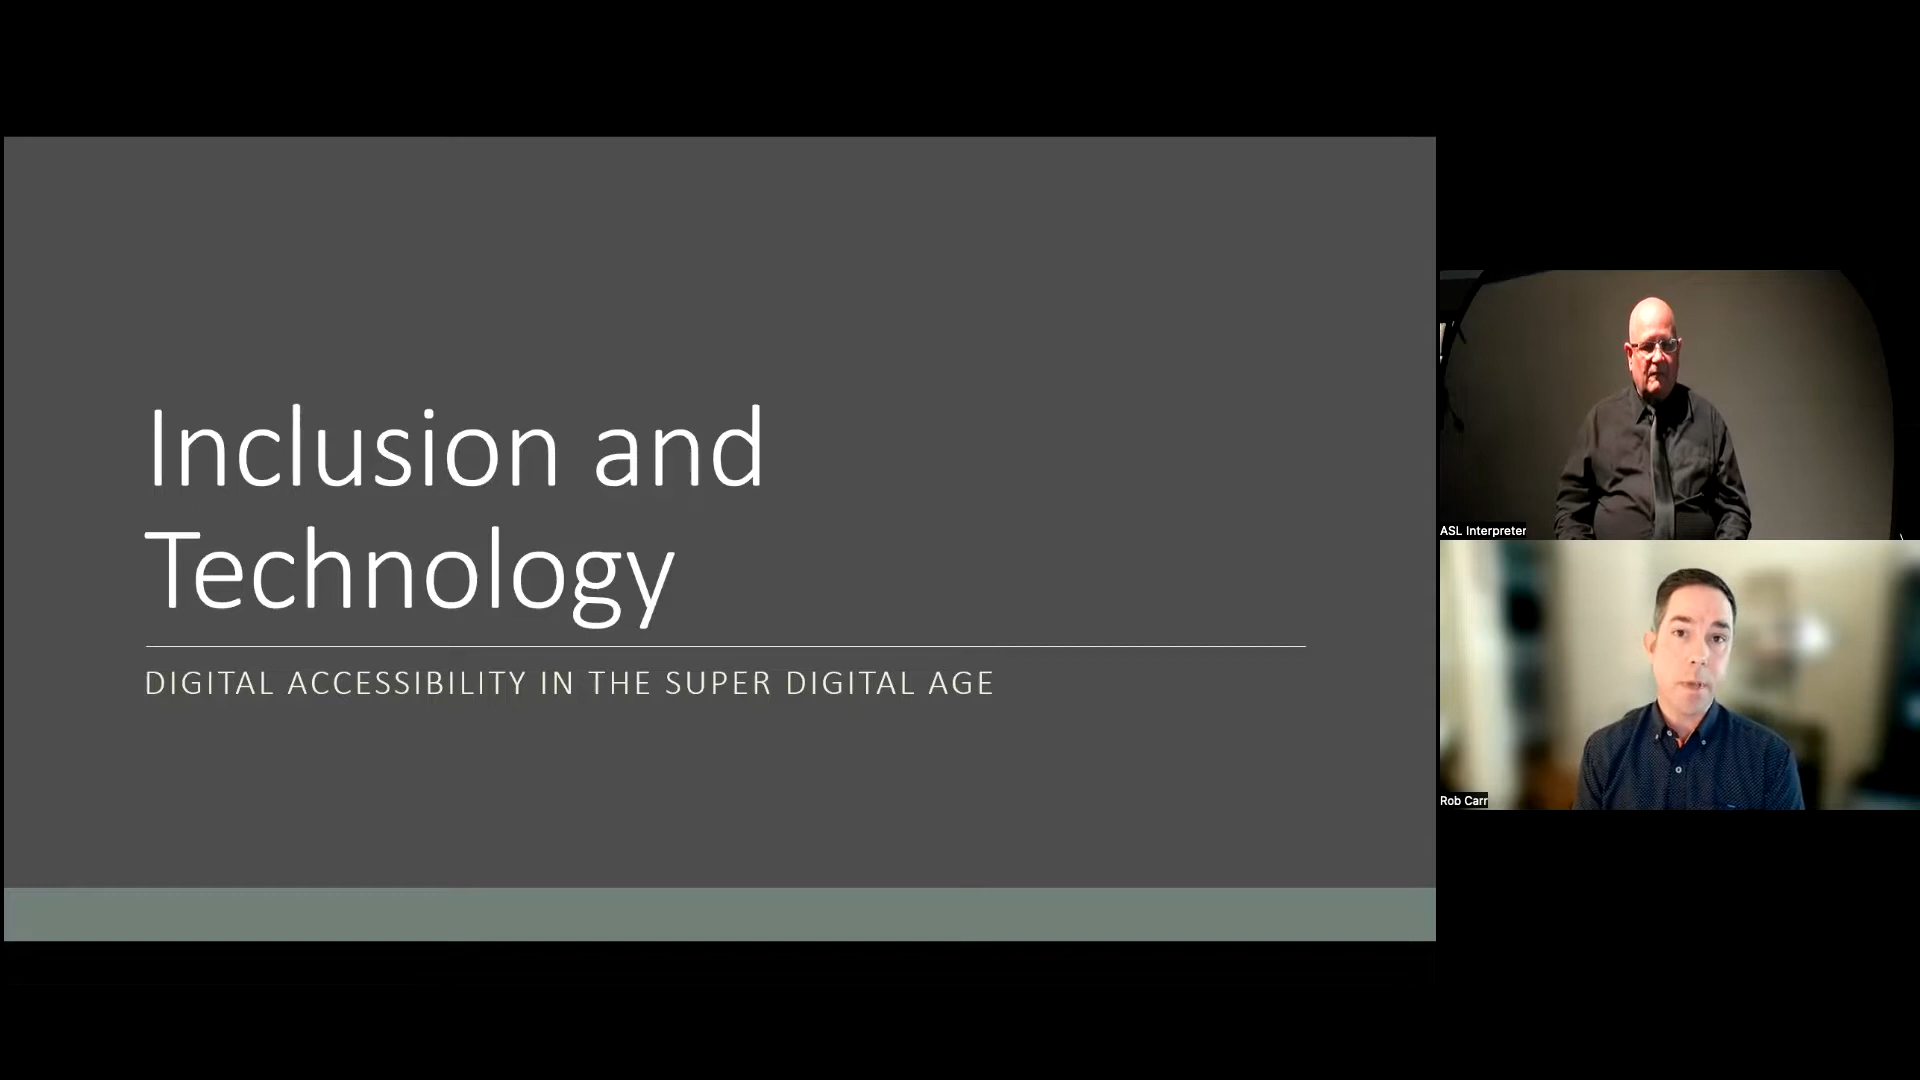 Inclusion and
Technology
DIGITAL ACCESSIBILITY IN THE SUPER DIGITAL AGE
ASL Interpreter
Rob Carr